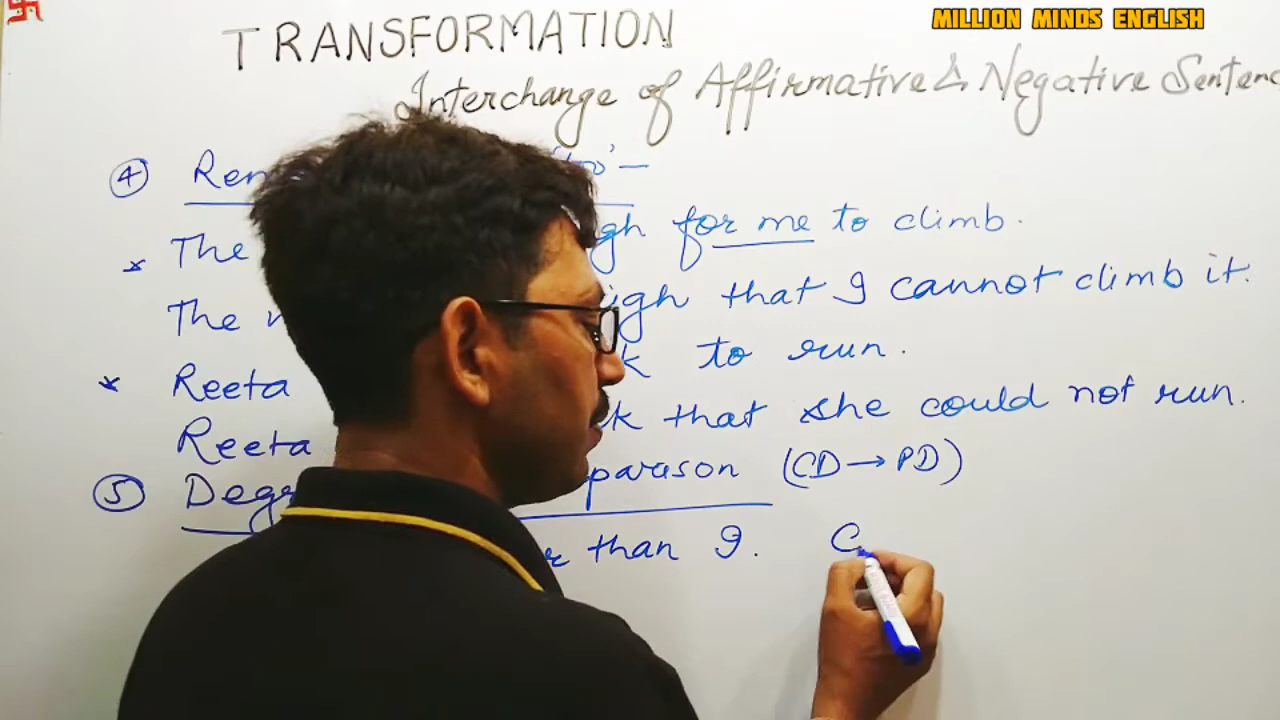 TRANSFORMATION
MILLION MINDS ENGLISH
Interchange of Affirmative & Negative Sentenc
④ Rem 'too' —
* The gh for me to climb.
The igh that I cannot climb it.
* Reeta k to run.
Reeta k that she could not run.
⑤ Degr parison (CD → PD)
r than I. C